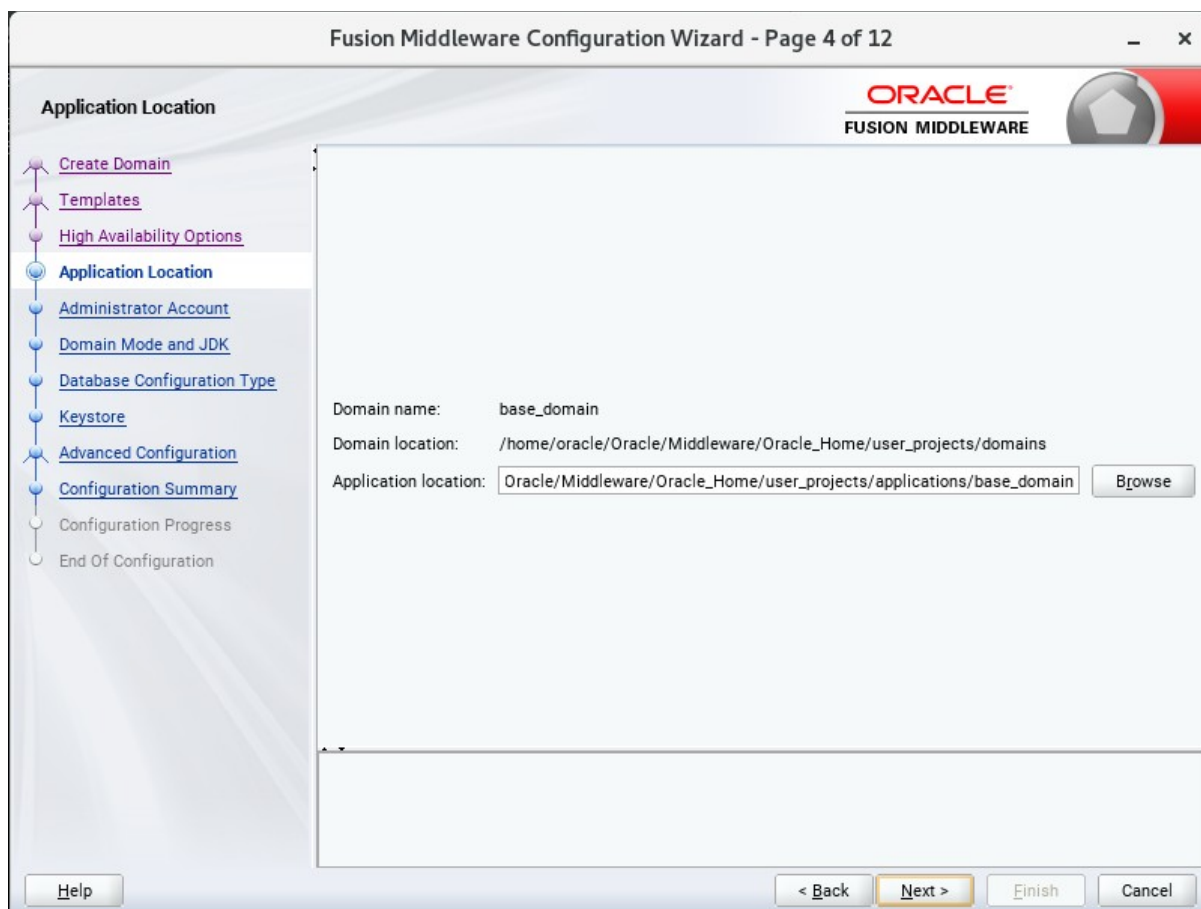 Fusion Middleware Configuration Wizard - Page 4 of 12
Application Location
ORACLE
FUSION MIDDLEWARE
Create Domain
Templates
High Availability Options
Application Location
Administrator Account
Domain Mode and JDK
Database Configuration Type
Keystore
Advanced Configuration
Configuration Summary
Configuration Progress
End Of Configuration
Domain name: base_domain
Domain location: /home/oracle/Oracle/Middleware/Oracle_Home/user_projects/domains
Application location: Oracle/Middleware/Oracle_Home/user_projects/applications/base_domain Browse
Help < Back Next > Finish Cancel